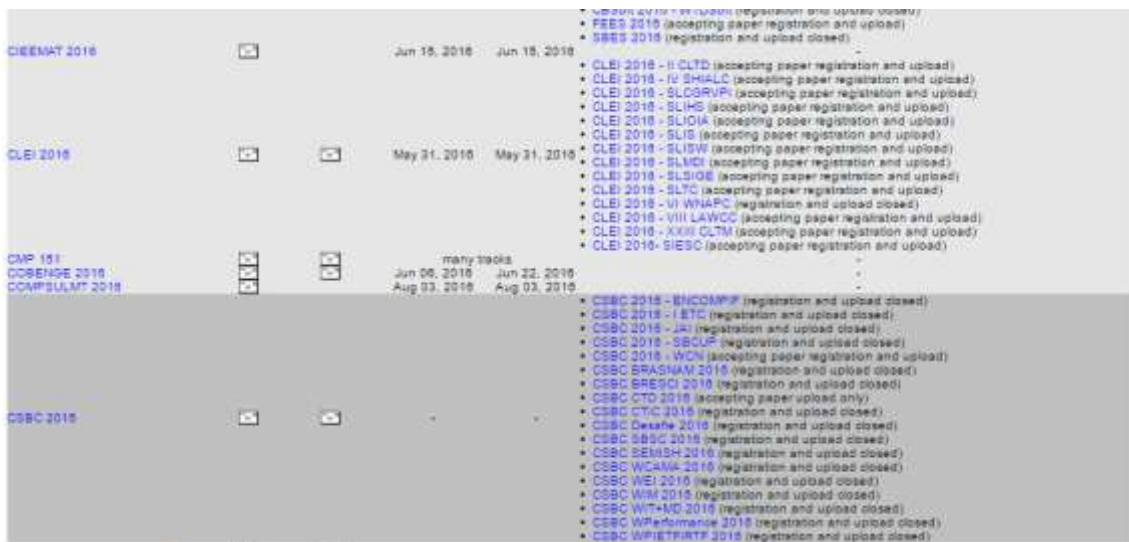 CBSoft 2016 - WTDSoft (registration and upload closed)
• FEES 2016 (accepting paper registration and upload)
• SBES 2016 (registration and upload closed)
CIEEMAT 2016 Jun 15, 2016 Jun 15, 2016 -
• CLEI 2016 - II CLTD (accepting paper registration and upload)
• CLEI 2016 - IV SHIALC (accepting paper registration and upload)
• CLEI 2016 - SLCGRVPI (accepting paper registration and upload)
• CLEI 2016 - SLIHS (accepting paper registration and upload)
• CLEI 2016 - SLIOIA (accepting paper registration and upload)
• CLEI 2016 - SLIS (accepting paper registration and upload)
• CLEI 2016 - SLISW (accepting paper registration and upload)
CLEI 2016 May 31, 2016 May 31, 2016
• CLEI 2016 - SLMDI (accepting paper registration and upload)
• CLEI 2016 - SLSIGE (accepting paper registration and upload)
• CLEI 2016 - SLTC (accepting paper registration and upload)
• CLEI 2016 - VI WNAPC (registration and upload closed)
• CLEI 2016 - VIII LAWCC (accepting paper registration and upload)
• CLEI 2016 - XXIII CLTM (accepting paper registration and upload)
• CLEI 2016- SIESC (accepting paper registration and upload)
CMP 151 many tracks -
COBENGE 2016 Jun 06, 2016 Jun 22, 2016 -
COMPSULMT 2016 Aug 03, 2016 Aug 03, 2016 -
• CSBC 2016 - ENCOMPIF (registration and upload closed)
• CSBC 2016 - I ETC (registration and upload closed)
• CSBC 2016 - JAI (registration and upload closed)
• CSBC 2016 - SBCUP (registration and upload closed)
• CSBC 2016 - WCN (accepting paper registration and upload)
• CSBC BRASNAM 2016 (registration and upload closed)
• CSBC BRESCI 2016 (registration and upload closed)
• CSBC CTD 2016 (accepting paper upload only)
• CSBC CTIC 2016 (registration and upload closed)
CSBC 2016 - -
• CSBC Desafie 2016 (registration and upload closed)
• CSBC SBSC 2016 (registration and upload closed)
• CSBC SEMISH 2016 (registration and upload closed)
• CSBC WCAMA 2016 (registration and upload closed)
• CSBC WEI 2016 (registration and upload closed)
• CSBC WIM 2016 (registration and upload closed)
• CSBC WIT+MD 2016 (registration and upload closed)
• CSBC WPerformance 2016 (registration and upload closed)
• CSBC WPIETFIRTF 2016 (registration and upload closed)